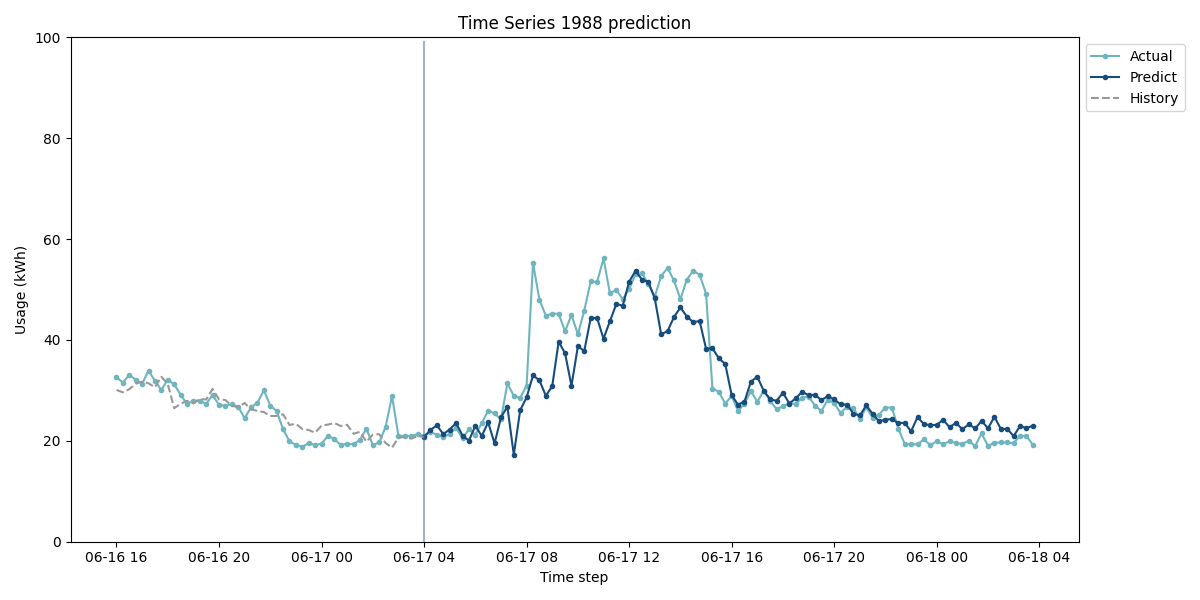 Time Series 1988 prediction
100
80
60
40
20
0
Usage (kWh)
06-16 16 06-16 20 06-17 00 06-17 04 06-17 08 06-17 12 06-17 16 06-17 20 06-18 00 06-18 04
Time step
Actual
Predict
History